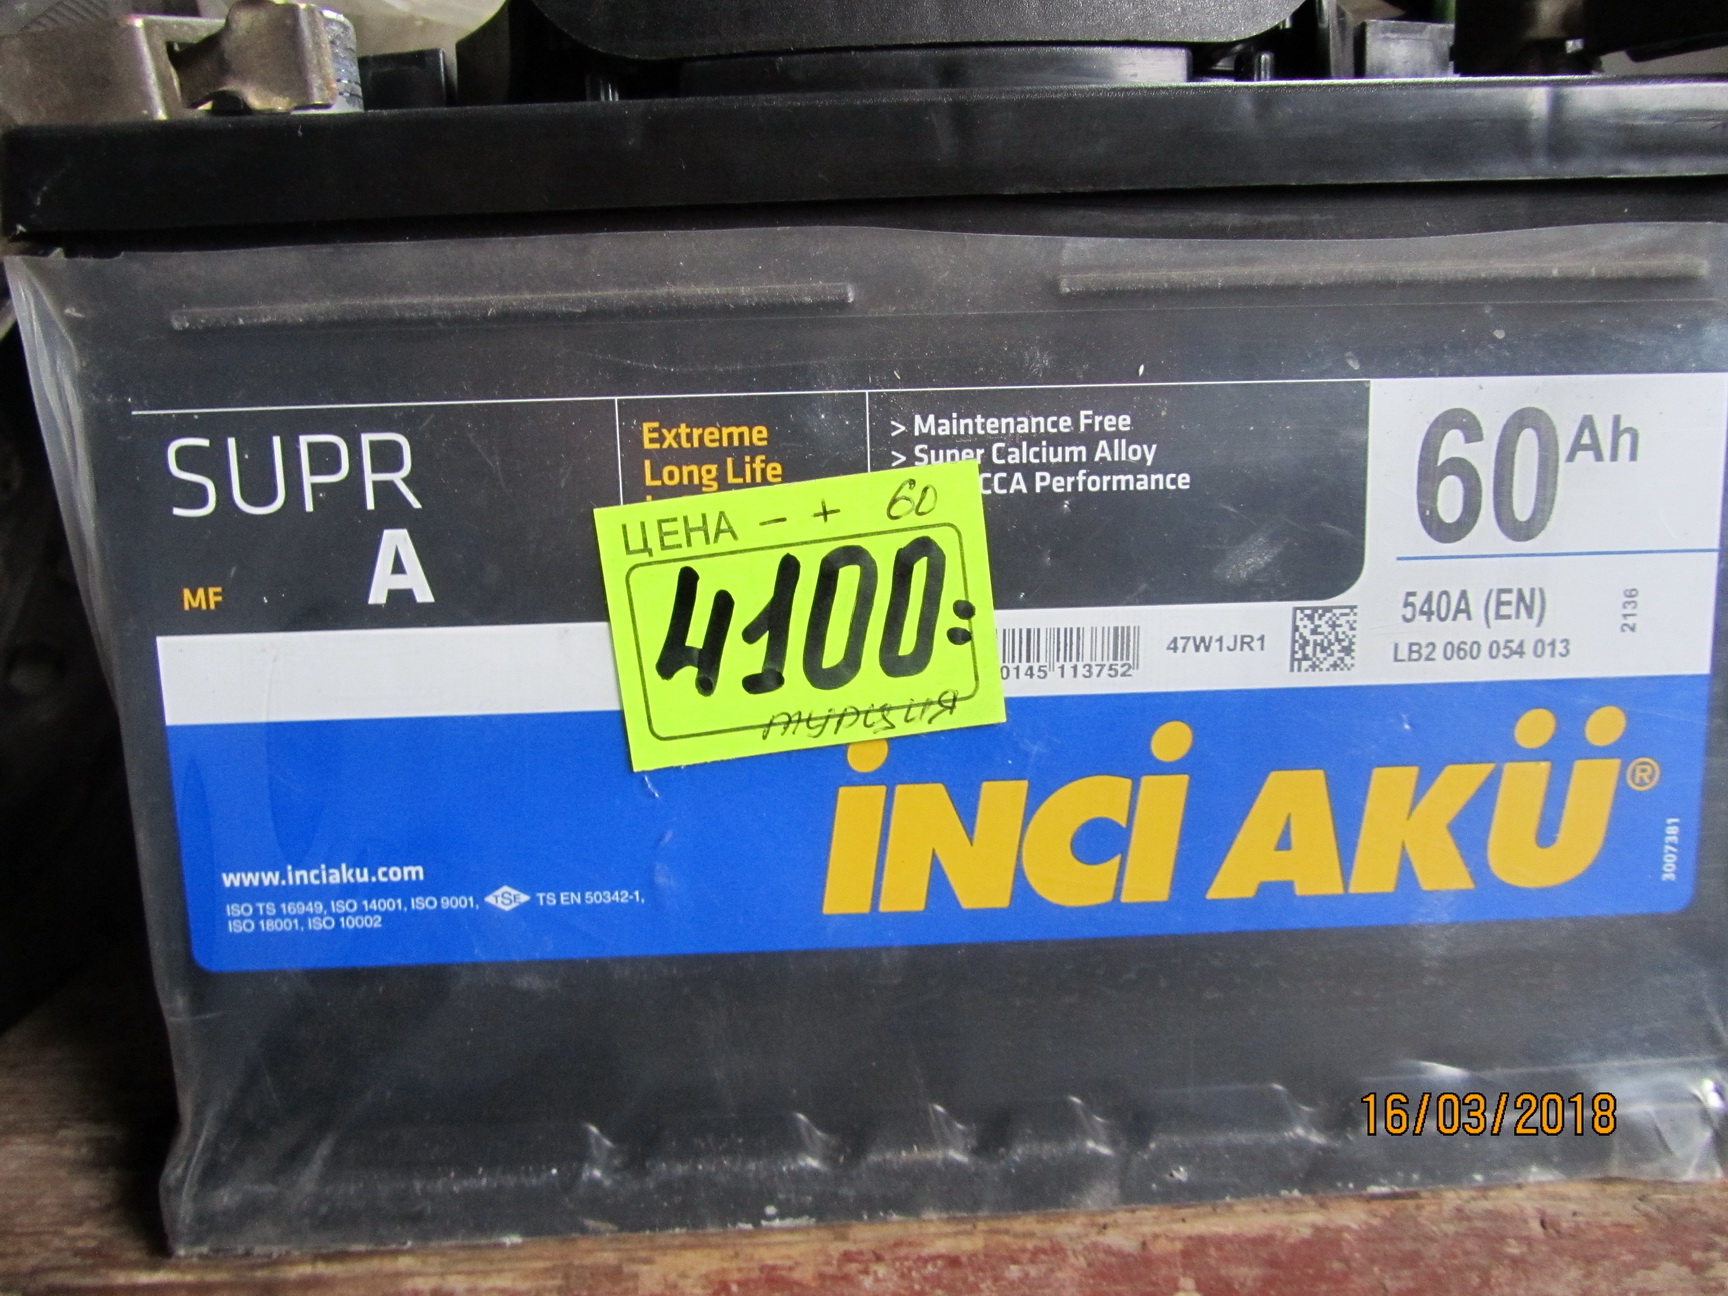 SUPR
A
MF
Extreme
Long Life
> Maintenance Free
> Super Calcium Alloy
CCA Performance
60 Ah
ЦЕНА - + 60
4100=
турция
0145 113752
47W1JR1
540A (EN)
LB2 060 054 013
2136
İNCİ AKÜ®
3007381
www.inciaku.com
ISO TS 16949, ISO 14001, ISO 9001, TSE TS EN 50342-1,
ISO 18001, ISO 10002
16/03/2018